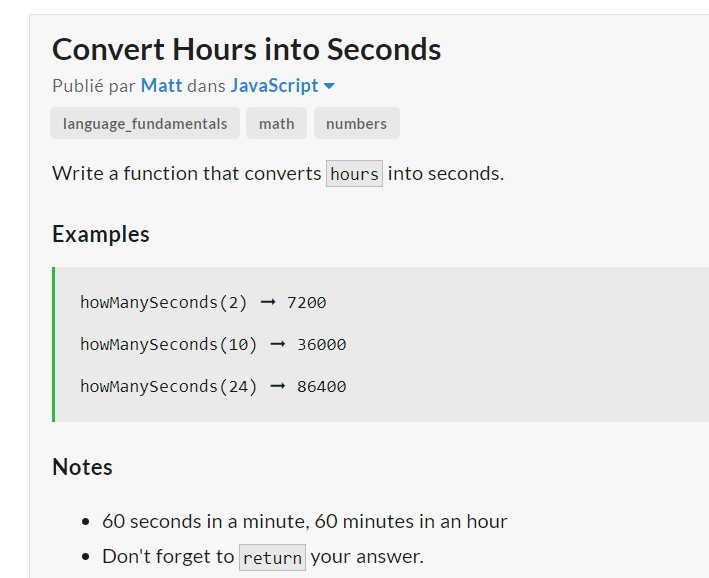 Convert Hours into Seconds
Publié par Matt dans JavaScript
language_fundamentals math numbers
Write a function that converts hours into seconds.
Examples
howManySeconds(2) ➞ 7200
howManySeconds(10) ➞ 36000
howManySeconds(24) ➞ 86400
Notes
• 60 seconds in a minute, 60 minutes in an hour
• Don't forget to return your answer.